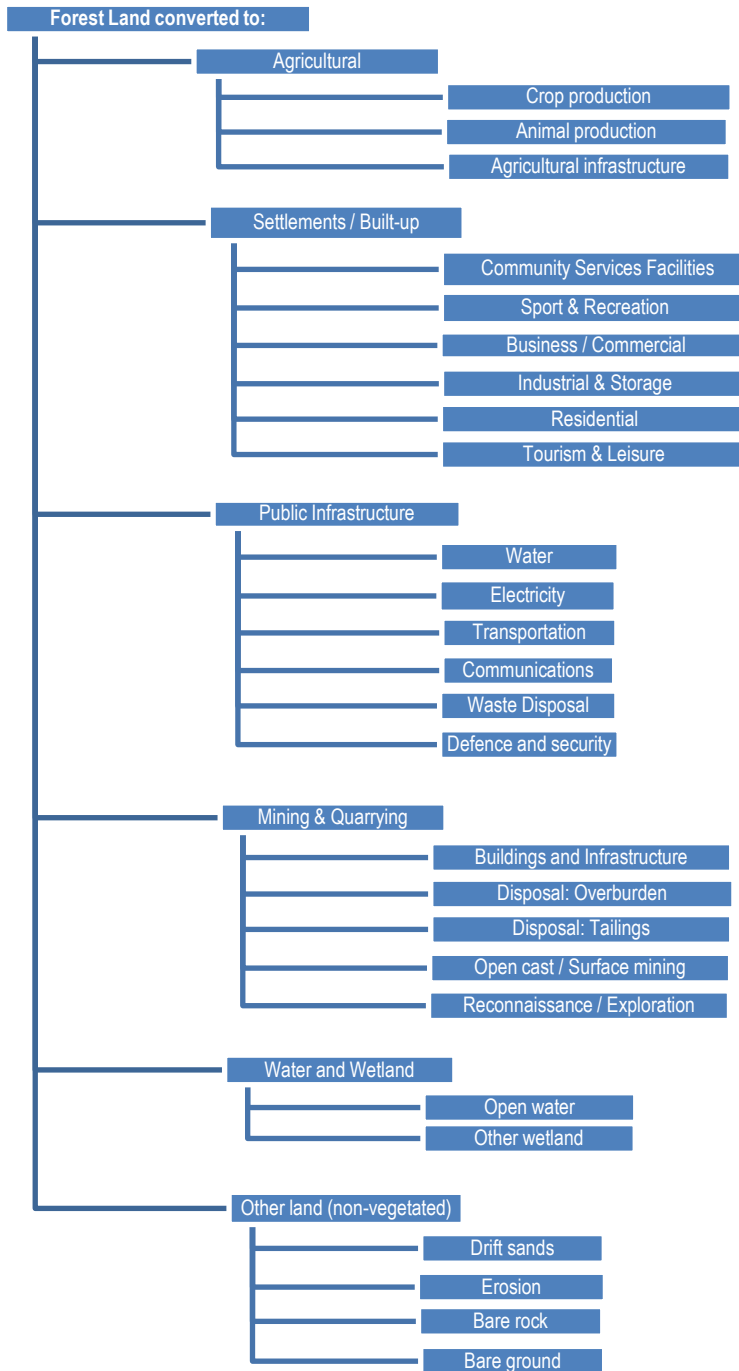 Forest Land converted to:
Agricultural
Crop production
Animal production
Agricultural infrastructure
Settlements / Built-up
Community Services Facilities
Sport & Recreation
Business / Commercial
Industrial & Storage
Residential
Tourism & Leisure
Public Infrastructure
Water
Electricity
Transportation
Communications
Waste Disposal
Defence and security
Mining & Quarrying
Buildings and Infrastructure
Disposal: Overburden
Disposal: Tailings
Open cast / Surface mining
Reconnaissance / Exploration
Water and Wetland
Open water
Other wetland
Other land (non-vegetated)
Drift sands
Erosion
Bare rock
Bare ground